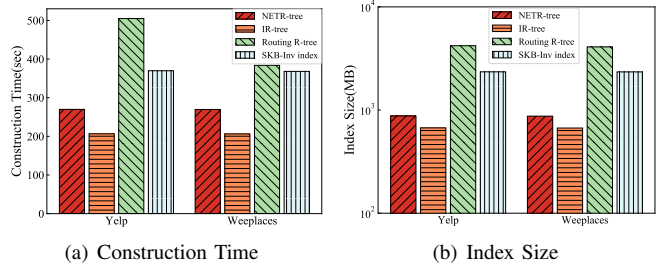 Construction Time(sec)
500
400
300
200
100
0
NETR-tree
IR-tree
Routing R-tree
SKB-Inv index
Yelp
Weeplaces
(a) Construction Time
Index Size(MB)
10^4
10^3
10^2
NETR-tree
IR-tree
Routing R-tree
SKB-Inv index
Yelp
Weeplaces
(b) Index Size